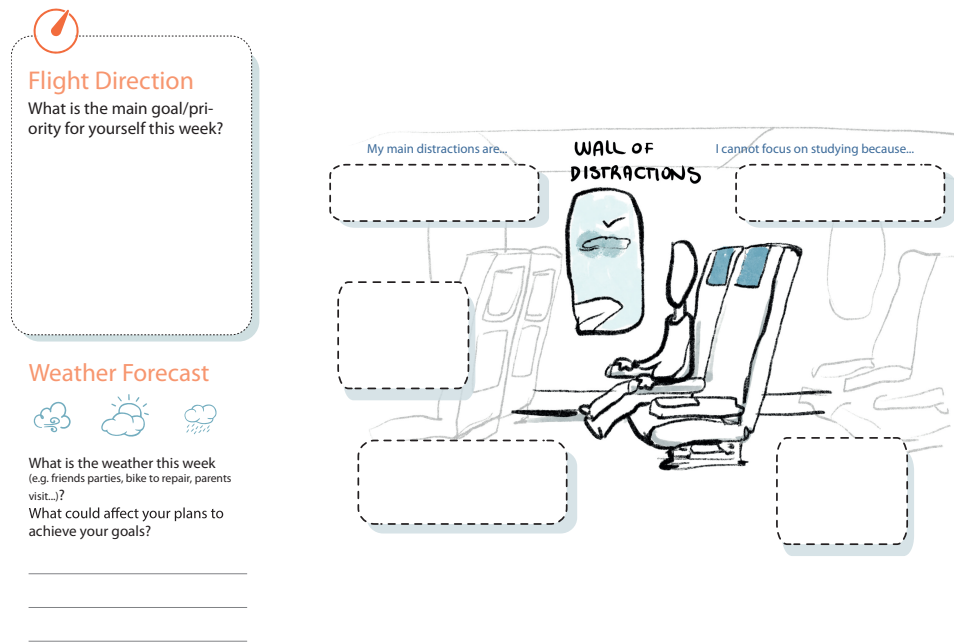 Flight Direction
What is the main goal/pri-
ority for yourself this week?
Weather Forecast
What is the weather this week
(e.g. friends parties, bike to repair, parents
visit...)?
What could affect your plans to
achieve your goals?
My main distractions are...
WALL OF
DISTRACTIONS
I cannot focus on studying because...